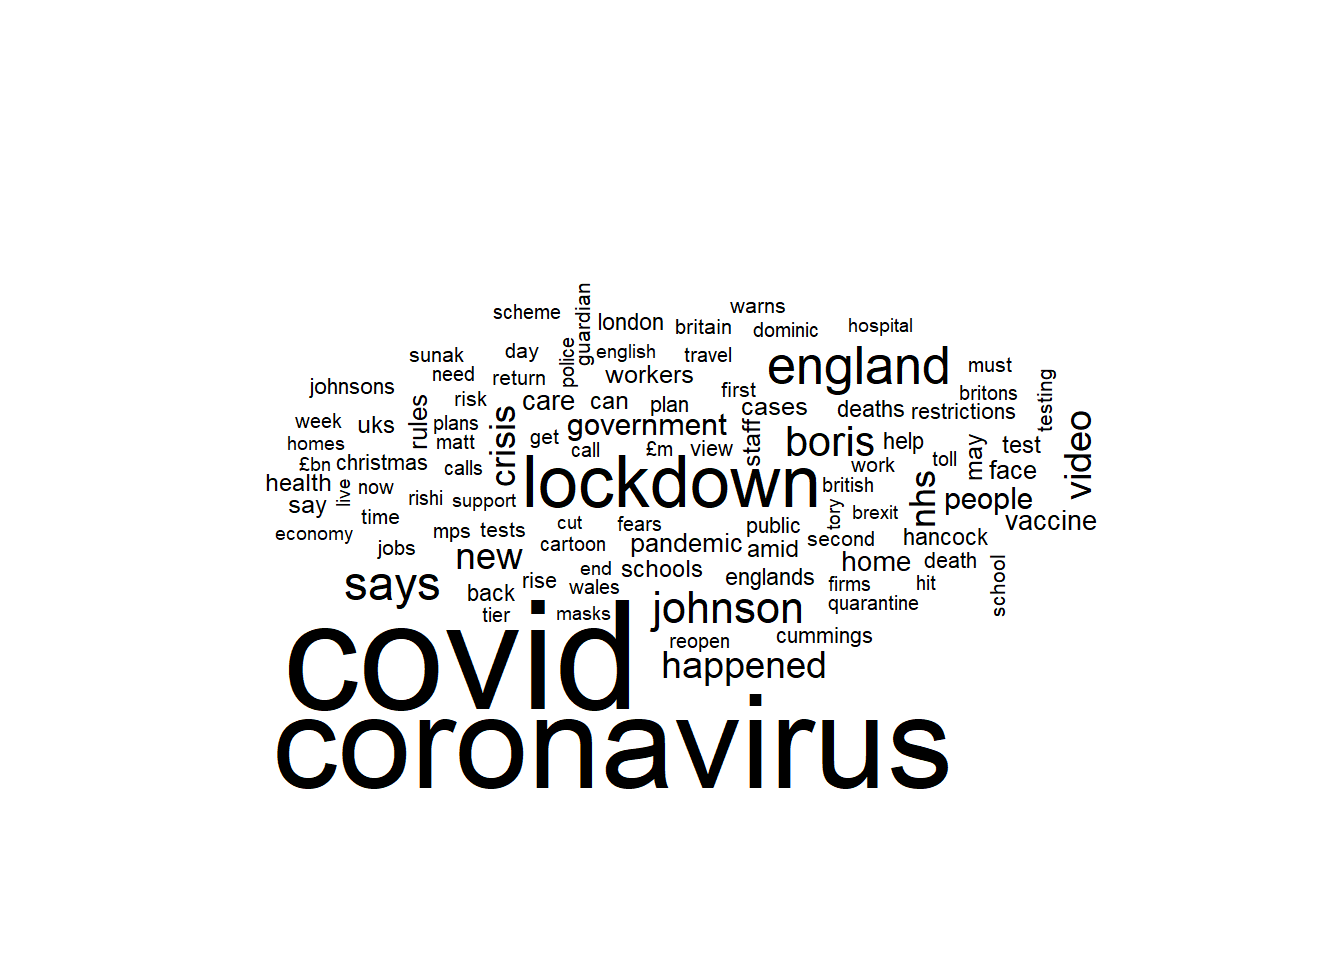 guardian
warns
scheme
london
britain
dominic
hospital
police
sunak
day
english
travel
england
must
johnsons
need
return
workers
first
britons
testing
risk
care
can
plan
cases
deaths
restrictions
week
uks
rules
plans
crisis
get
government
staff
boris
help
may
test
video
homes
matt
call
£m
view
£bn
christmas
calls
lockdown
work
toll
face
health
live
now
rishi
support
british
nhs
people
say
time
tory
brexit
vaccine
economy
mps
tests
cut
fears
public
second
hancock
jobs
new
cartoon
pandemic
amid
home
death
says
back
rise
end
wales
schools
englands
firms
hit
school
tier
masks
johnson
quarantine
covid
reopen
cummings
happened
coronavirus